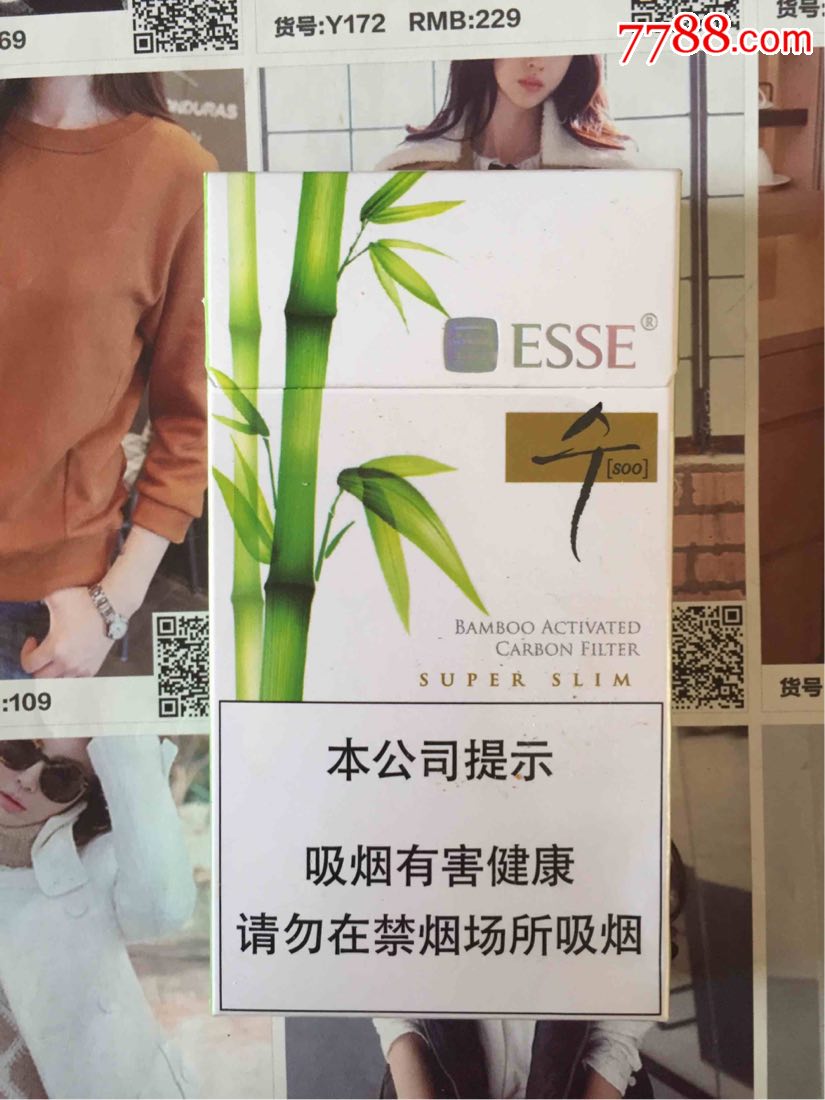 69
货号:Y172 RMB:229
7788.com
HONDURAS
ESSE®
수
[soo]
BAMBOO ACTIVATED
CARBON FILTER
SUPER SLIM
:109
货号
本公司提示
吸烟有害健康
请勿在禁烟场所吸烟